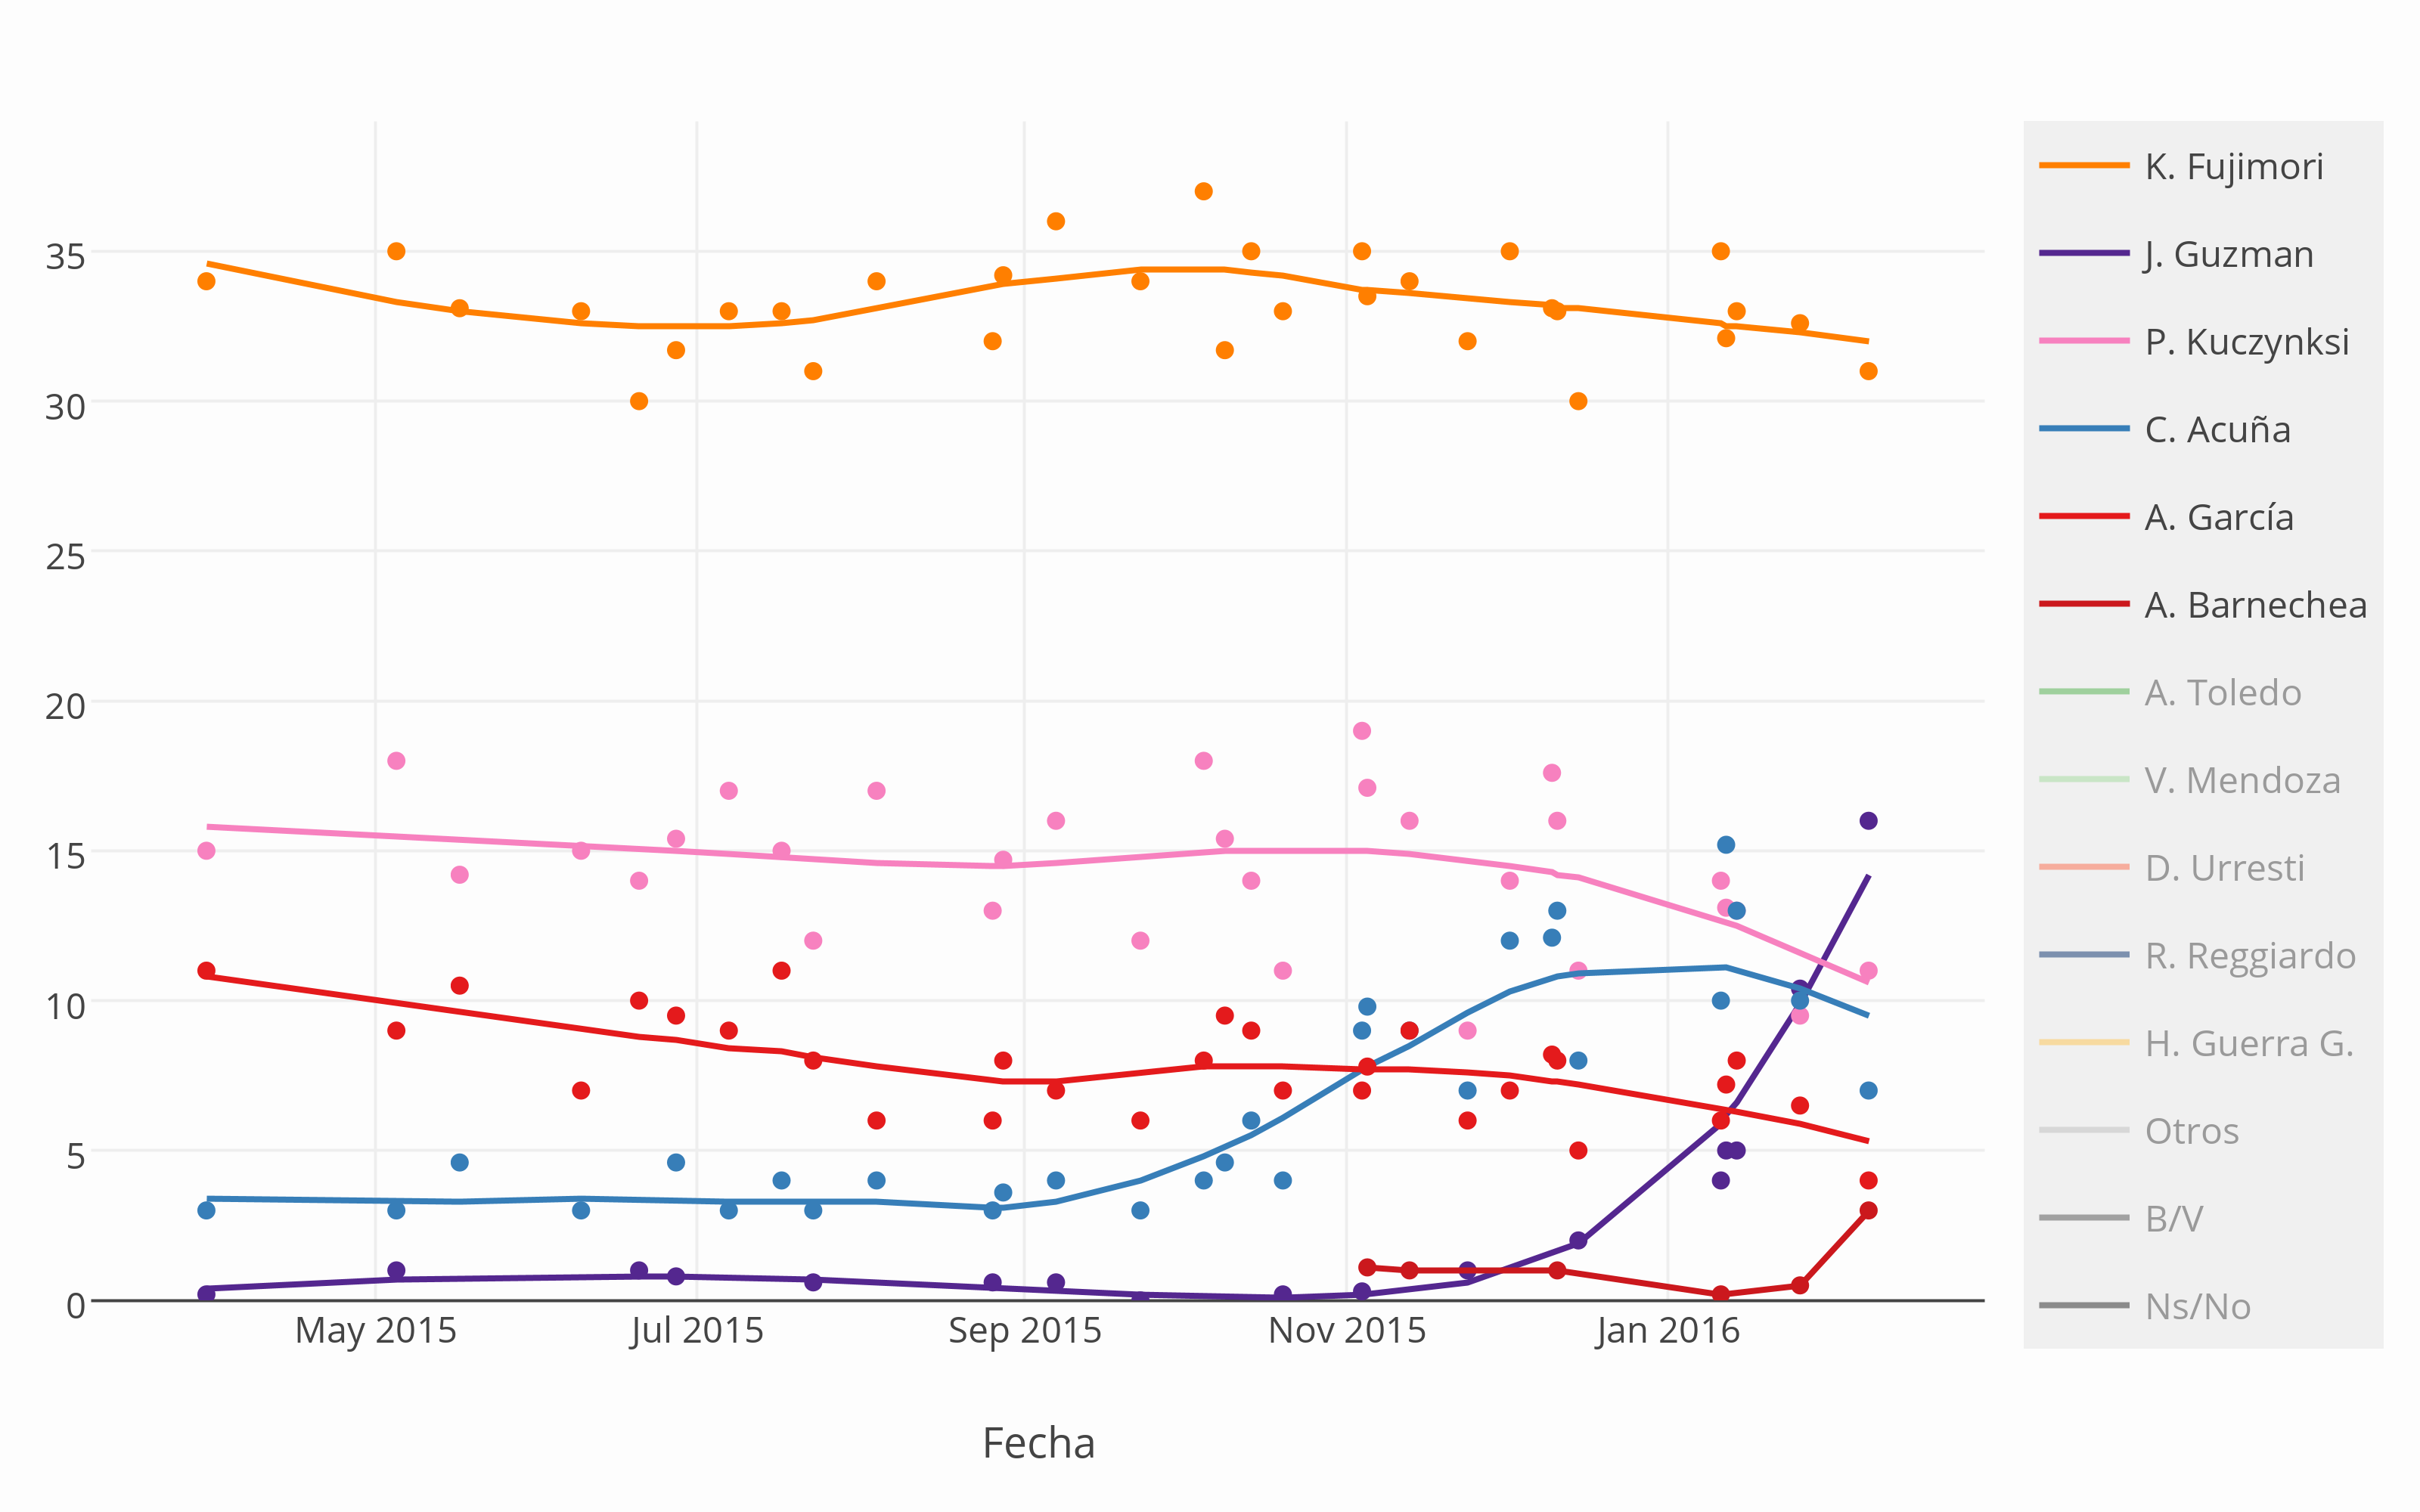 35
30
25
20
15
10
5
0
May 2015
Jul 2015
Sep 2015
Nov 2015
Jan 2016
Fecha
K. Fujimori
J. Guzman
P. Kuczynksi
C. Acuña
A. García
A. Barnechea
A. Toledo
V. Mendoza
D. Urresti
R. Reggiardo
H. Guerra G.
Otros
B/V
Ns/No